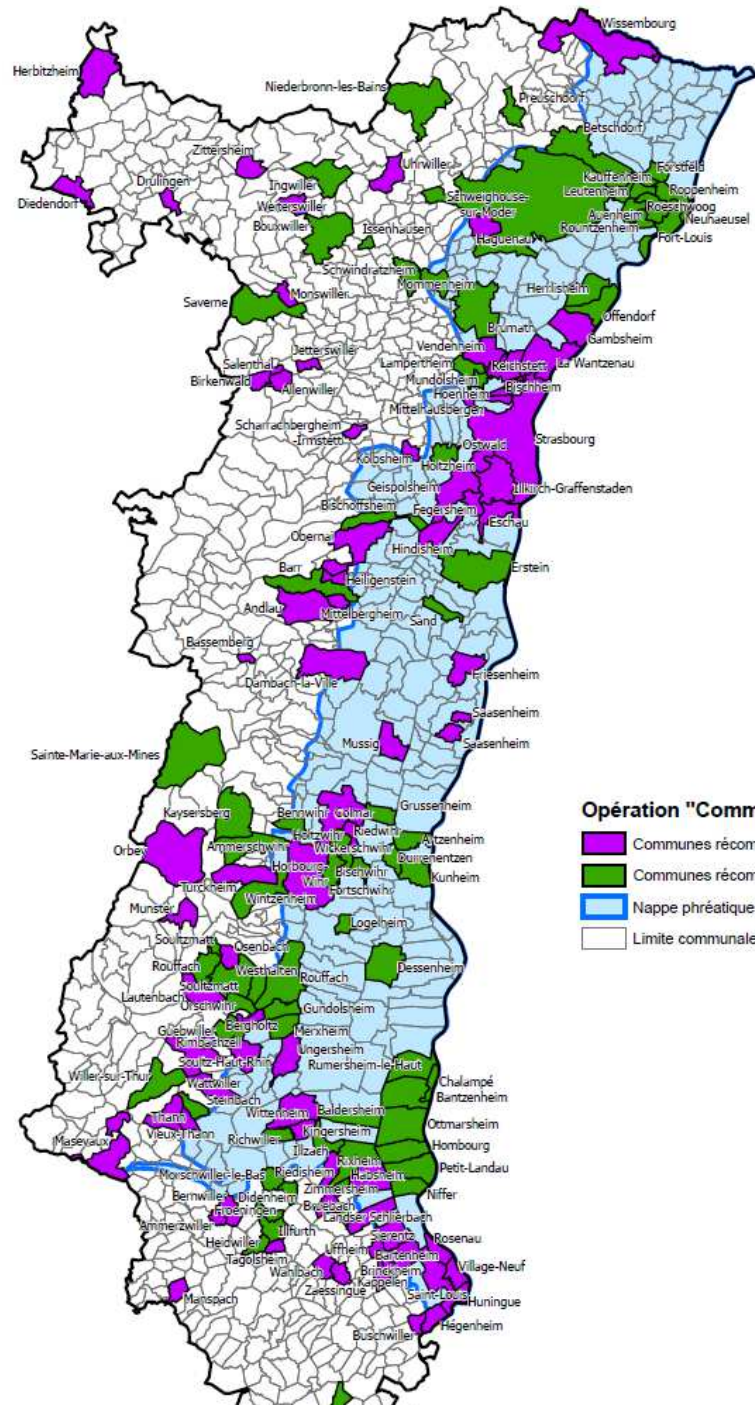 Wissembourg
Herbitzheim
Niederbronn-les-Bains
Preuschdorf
Betschdorf
Zittersheim
Uhrwiller
Forstfeld
Kauffenheim
Drulingen
Ingwiller
Leutenheim
Roppenheim
Diedendorf
Weiterswiller
Schweighouse-
sur-Moder
Roeschwoog
Auenheim
Neuhaeusel
Bouxwiller
Issenhausen
Rountzenheim
Haguenau
Fort-Louis
Schwindratzheim
Mommenheim
Herrlisheim
Saverne
Monswiller
Offendorf
Brumath
Gambsheim
Vendenheim
Jetterswiller
Lampertheim
Reichstett
La Wantzenau
Salenthal
Mundolsheim
Birkenwald
Bischheim
Allenwiller
Hoenheim
Mittelhausbergen
Scharrachbergheim
-Irmstett
Ostwald
Strasbourg
Kolbsheim
Holtzheim
Geispolsheim
Illkirch-Graffenstaden
Bischoffsheim
Fegersheim
Eschau
Obernai
Hindisheim
Barr
Erstein
Heiligenstein
Andlau
Mittelbergheim
Sand
Bassemberg
Friesenheim
Dambach-la-Ville
Saasenheim
Saasenheim
Mussig
Sainte-Marie-aux-Mines
Grussenheim
Opération "Comm
Kaysersberg
Bennwihr
Colmar
Holtzwihr
Riedwihr
Artzenheim
Communes récom
Orbey
Ammerschwihr
Wickerschwihr
Durrenentzen
Horbourg-
Wihr
Bischwihr
Kunheim
Communes récom
Turckheim
Fortschwihr
Wintzenheim
Nappe phréatique
Munster
Logelheim
Limite communale
Soultzmatt
Osenbach
Rouffach
Westhalten
Rouffach
Dessenheim
Soultzmatt
Lautenbach
Orschwihr
Gundolsheim
Guebwiller
Bergholtz
Merxheim
Rimbachzell
Ungersheim
Soultz-Haut-Rhin
Rumersheim-le-Haut
Willer-sur-Thur
Wattwiller
Chalampé
Steinbach
Bantzenheim
Thann
Wittenheim
Baldersheim
Ottmarsheim
Vieux-Thann
Richwiller
Kingersheim
Masevaux
Illzach
Hombourg
Rixheim
Morschwiller-le-Bas
Riedisheim
Habsheim
Petit-Landau
Bernwiller
Didenheim
Zimmersheim
Niffer
Froeningen
Bruebach
Ammerzwiller
Landser
Schlierbach
Heidwiller
Illfurth
Sierentz
Rosenau
Tagolsheim
Uffheim
Bartenheim
Wahlbach
Brinckheim
Village-Neuf
Zaessingue
Kappelen
Manspach
Saint-Louis
Huningue
Buschwiller
Hégenheim